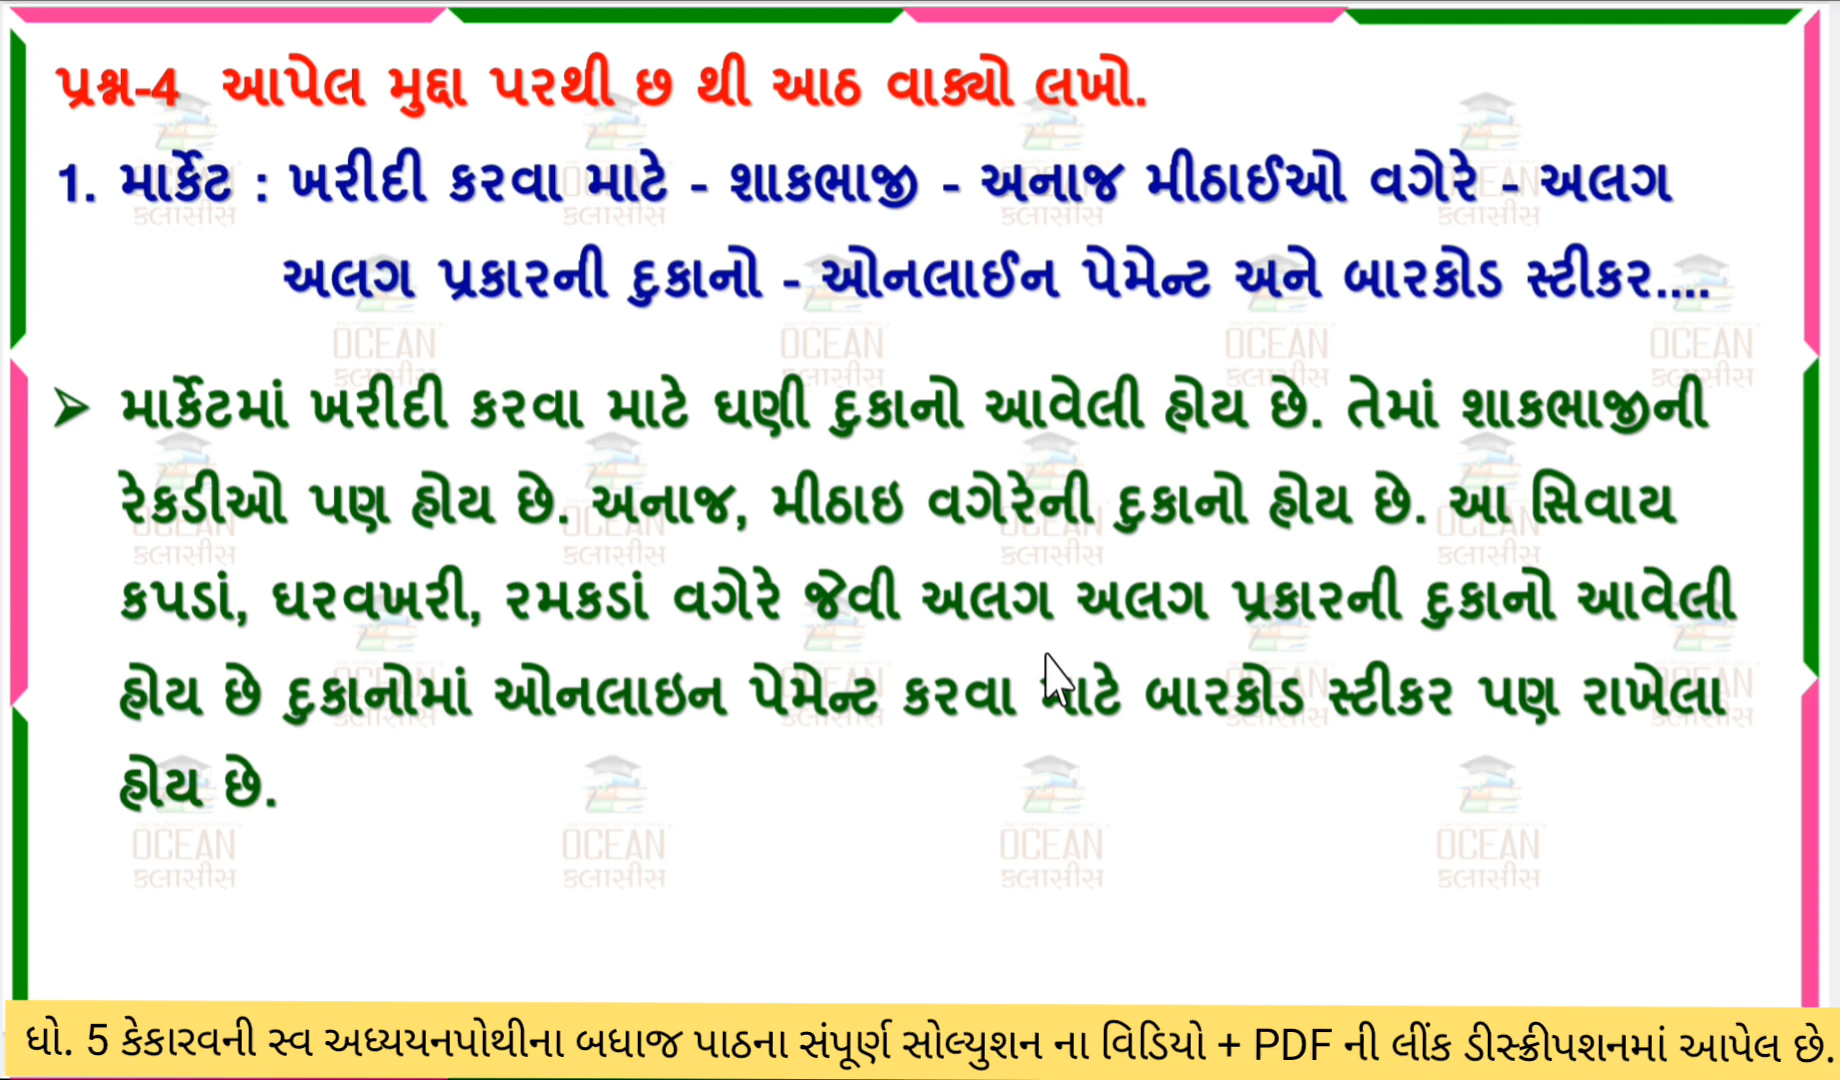 પ્રશ્ન-4 આપેલ મુદ્દા પરથી છ થી આઠ વાક્યો લખો.
1. માર્કેટ : ખરીદી કરવા માટે - શાકભાજી - અનાજ મીઠાઈઓ વગેરે - અલગ
અલગ પ્રકારની દુકાનો - ઓનલાઈન પેમેન્ટ અને બારકોડ સ્ટીકર....
➢ માર્કેટમાં ખરીદી કરવા માટે ઘણી દુકાનો આવેલી હોય છે. તેમાં શાકભાજીની
રેકડીઓ પણ હોય છે. અનાજ, મીઠાઇ વગેરેની દુકાનો હોય છે. આ સિવાય
કપડાં, ઘરવખરી, રમકડાં વગેરે જેવી અલગ અલગ પ્રકારની દુકાનો આવેલી
હોય છે દુકાનોમાં ઓનલાઇન પેમેન્ટ કરવા માટે બારકોડ સ્ટીકર પણ રાખેલા
હોય છે.
OCEAN
ક્લાસીસ
ધો. 5 કેકારવની સ્વ અધ્યયનપોથીના બધાજ પાઠના સંપૂર્ણ સોલ્યુશન ના વિડિયો + PDF ની લીંક ડીસ્ક્રીપશનમાં આપેલ છે.